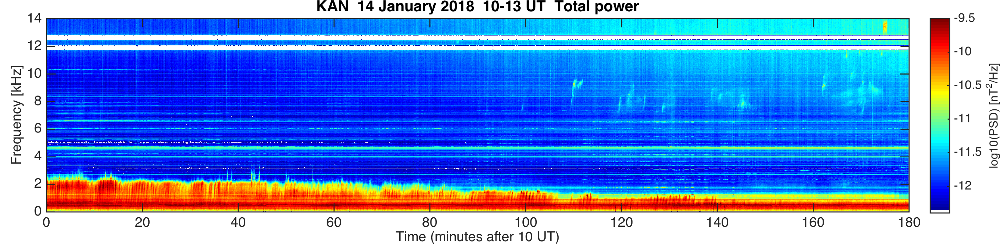 KAN 14 January 2018 10-13 UT Total power
14
12
10
8
6
4
2
0
Frequency [kHz]
0 20 40 60 80 100 120 140 160 180
Time (minutes after 10 UT)
-9.5
-10
-10.5
-11
-11.5
-12
log10(PSD) [nT²/Hz]